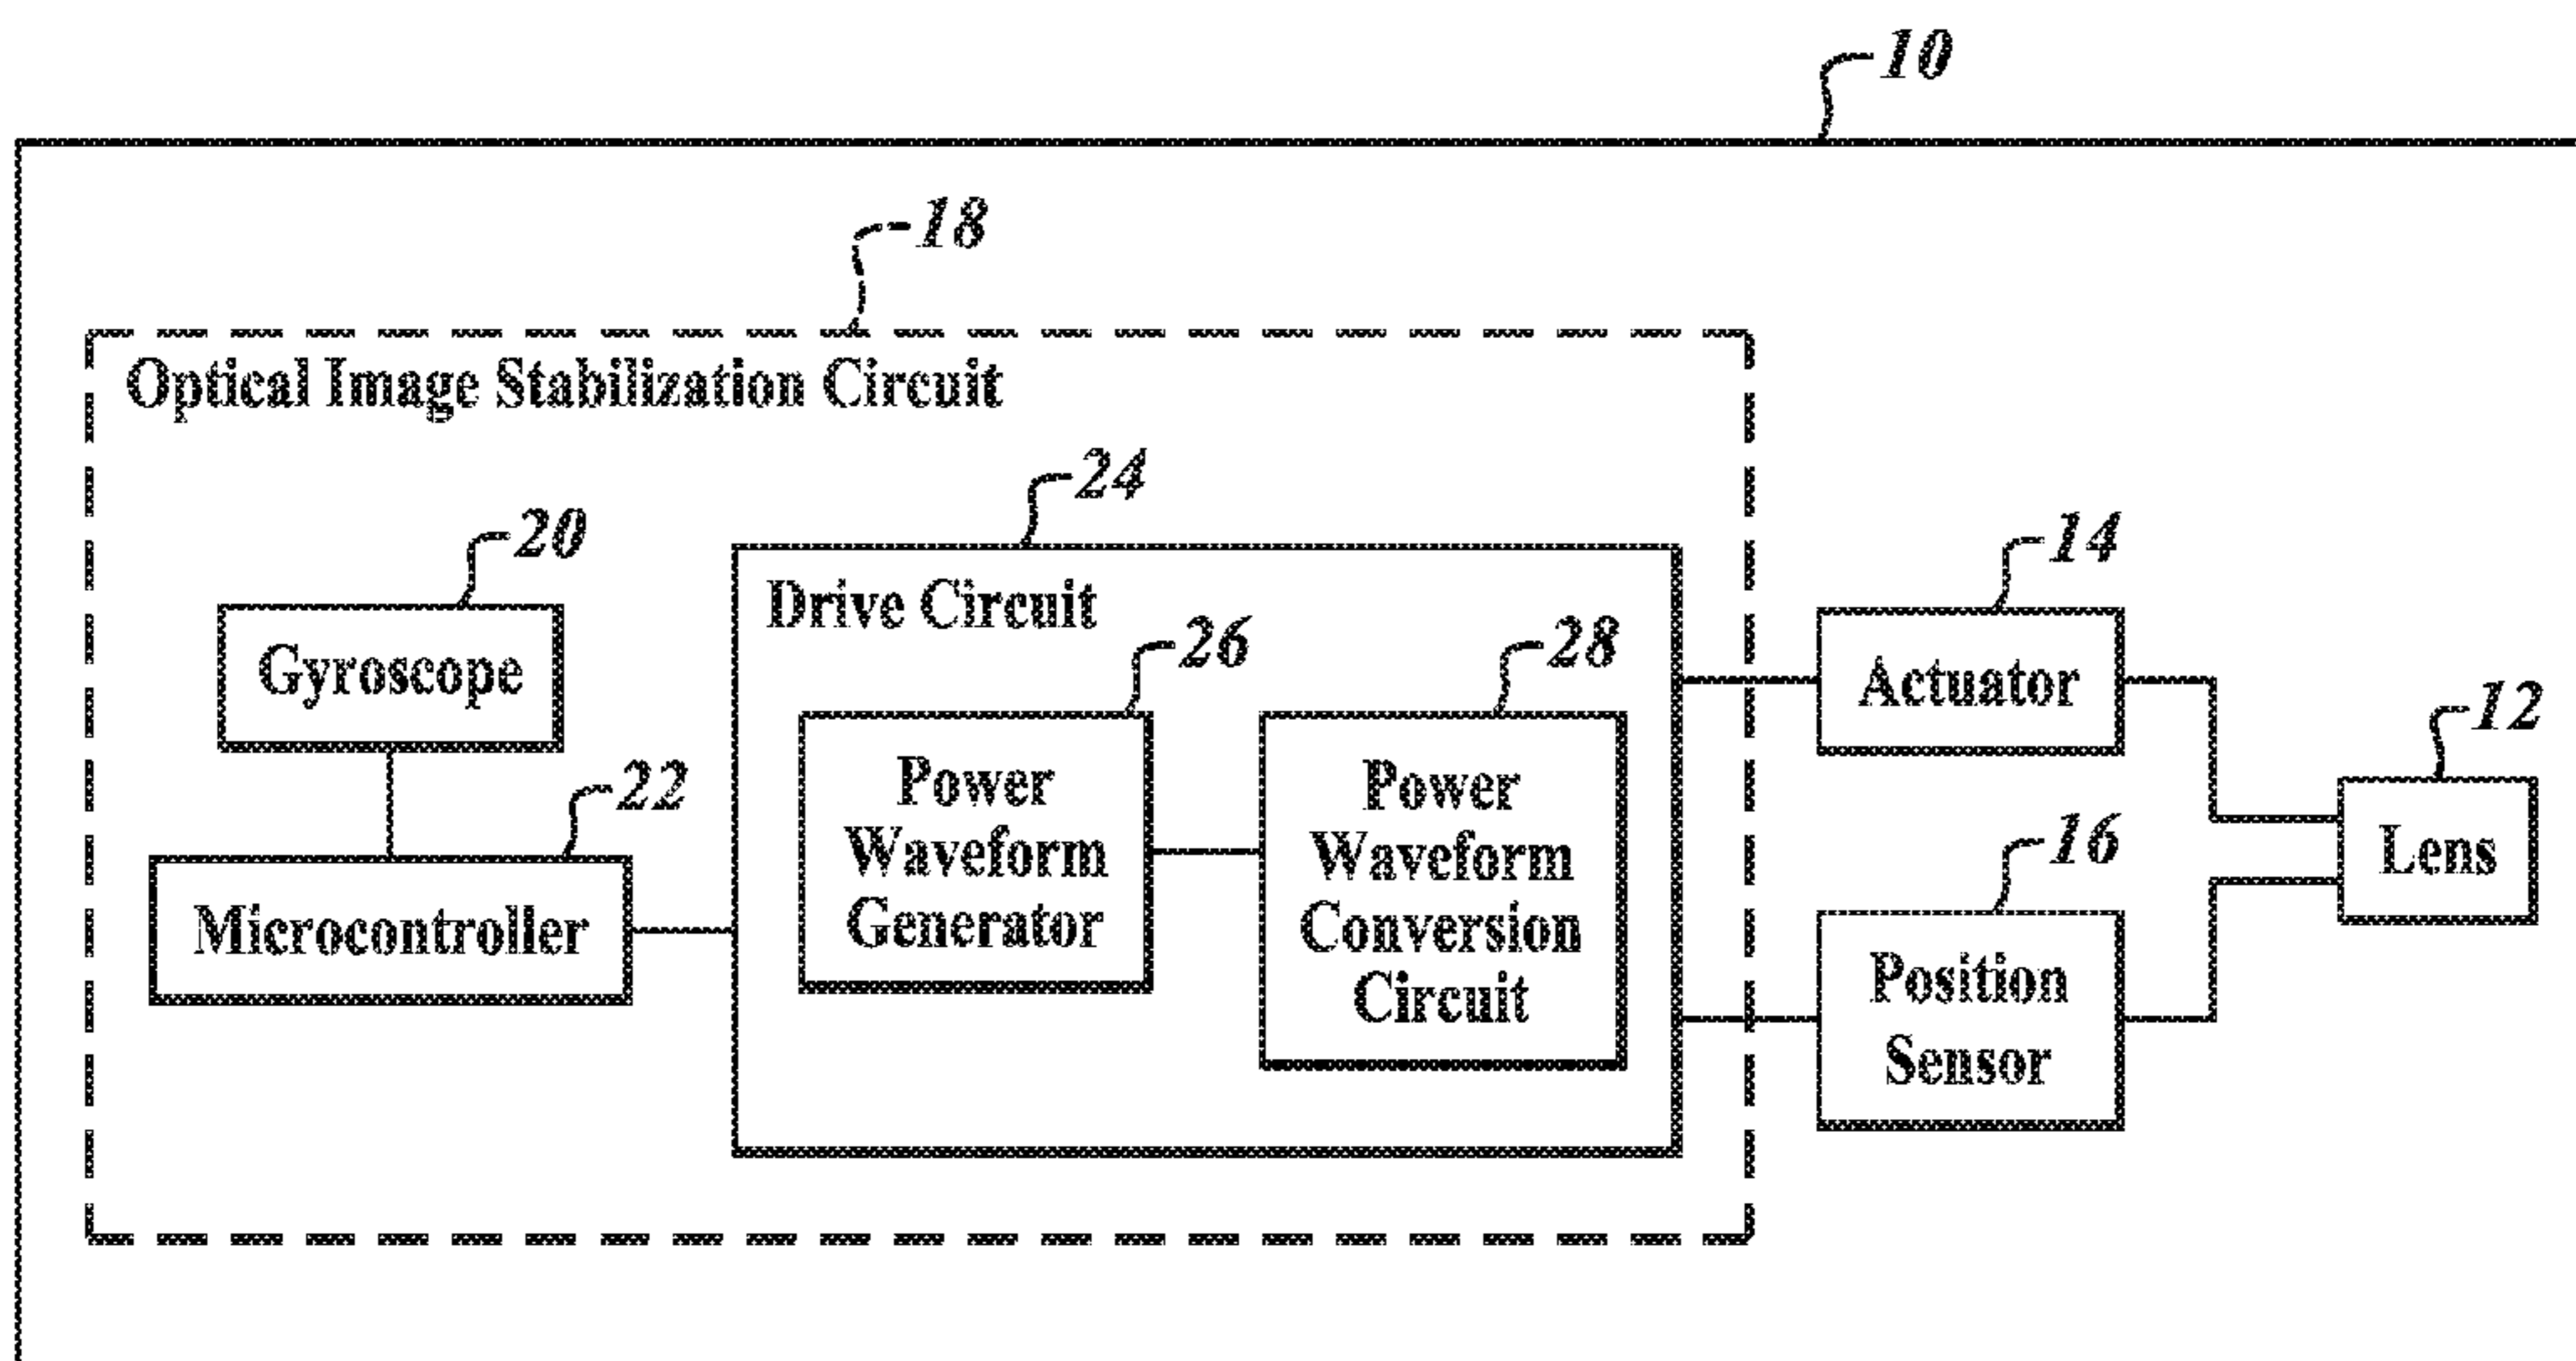 10
18
Optical Image Stabilization Circuit
24
20
14
Drive Circuit
26
28
Gyroscope
Actuator
12
22
Power
Waveform
Generator
Power
Waveform
Conversion
Circuit
16
Lens
Microcontroller
Position
Sensor